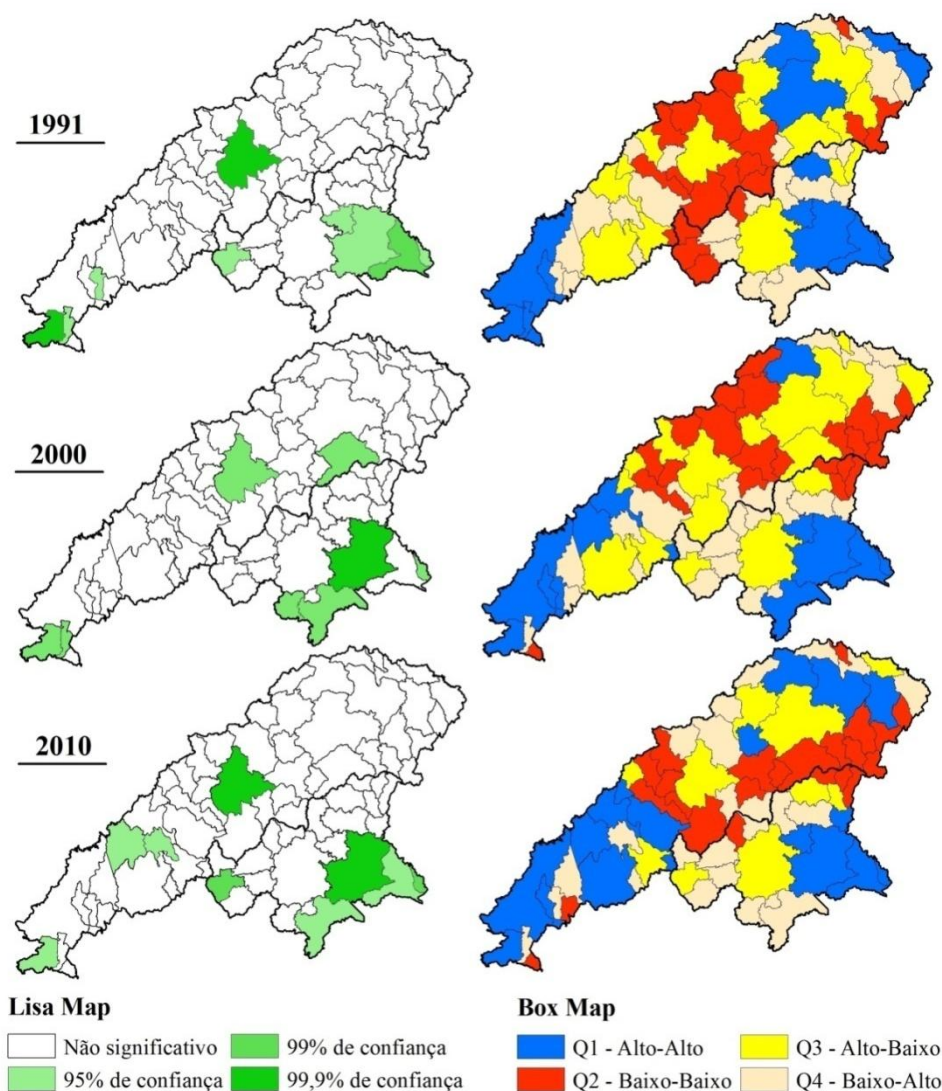 1991
2000
2010
Lisa Map
Não significativo
99% de confiança
95% de confiança
99,9% de confiança
Box Map
Q1 - Alto-Alto
Q3 - Alto-Baixo
Q2 - Baixo-Baixo
Q4 - Baixo-Alto